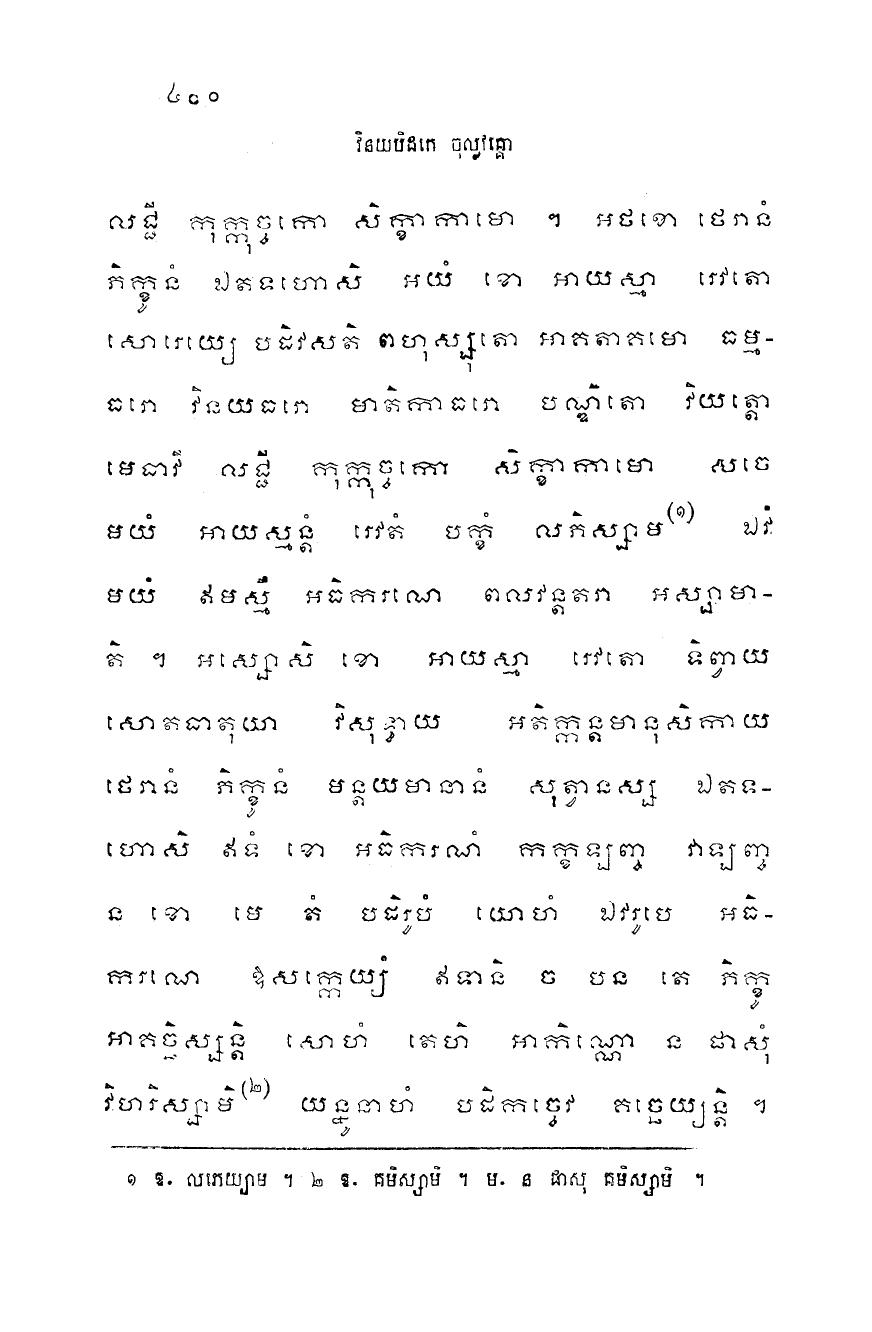 ៤០០
វិនយបិដកេ ចុល្លវគ្គោ
លជ្ជី កុក្កុច្ចកោ សិក្ខាកាមោ ។ អថខោ ថេរានំ
ភិក្ខូនំ ឯតទហោសិ អយំ ខោ អាយស្មា រេវតោ
សោរេយ្យេ បដិវសតិ ពហុស្សុតោ អាគតាគមោ ធម្ម-
ធរោ វិនយធរោ មាតិកាធរោ បណ្ឌិតោ វិយត្តោ
មេធាវី លជ្ជី កុក្កុច្ចកោ សិក្ខាកាមោ សចេ
មយំ អាយស្មន្តំ រេវតំ បក្ខំ លភិស្សាម(១) ឯវំ
មយំ ឥមស្មឹ អធិករណេ ពលវន្តតរា អស្សាមា-
តិ ។ អស្សោសិ ខោ អាយស្មា រេវតោ ទិព្វាយ
សោតធាតុយា វិសុទ្ធាយ អតិក្កន្តមានុសិកាយ
ថេរានំ ភិក្ខូនំ មន្តយមានានំ សុត្វានស្ស ឯតទ-
ហោសិ ឥទំ ខោ អធិករណំ កក្ខឡញ្ច វាឡញ្ច
ន ខោ មេ តំ បដិរូបំ យោហំ ឯវរូបេ អធិ-
ករណេ ឱសក្កេយ្យំ ឥទានិ ច បន តេ ភិក្ខូ
អាគច្ឆិស្សន្តិ សោហំ តេហិ អាកិណ្ណោ ន ផាសុំ
វិហរិស្សាមិ(២) យន្នូនាហំ បដិកច្ចេវ គច្ឆេយ្យន្តិ ។
១ ឱ. លភេយ្យាម ។ ២ ឱ. គមិស្សាមិ ។ ម. ន ផាសុ គមិស្សាមិ ។